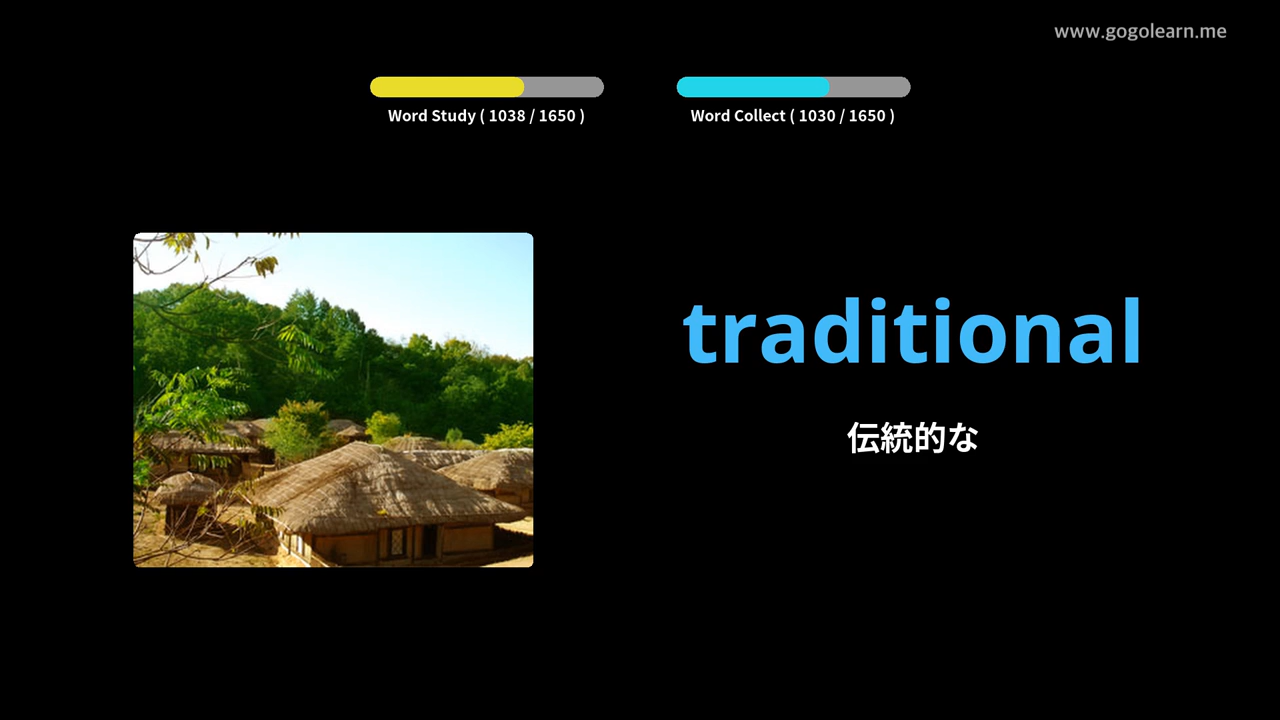 www.gogolearn.me
Word Study ( 1038 / 1650 )
Word Collect ( 1030 / 1650 )
traditional
伝統的な